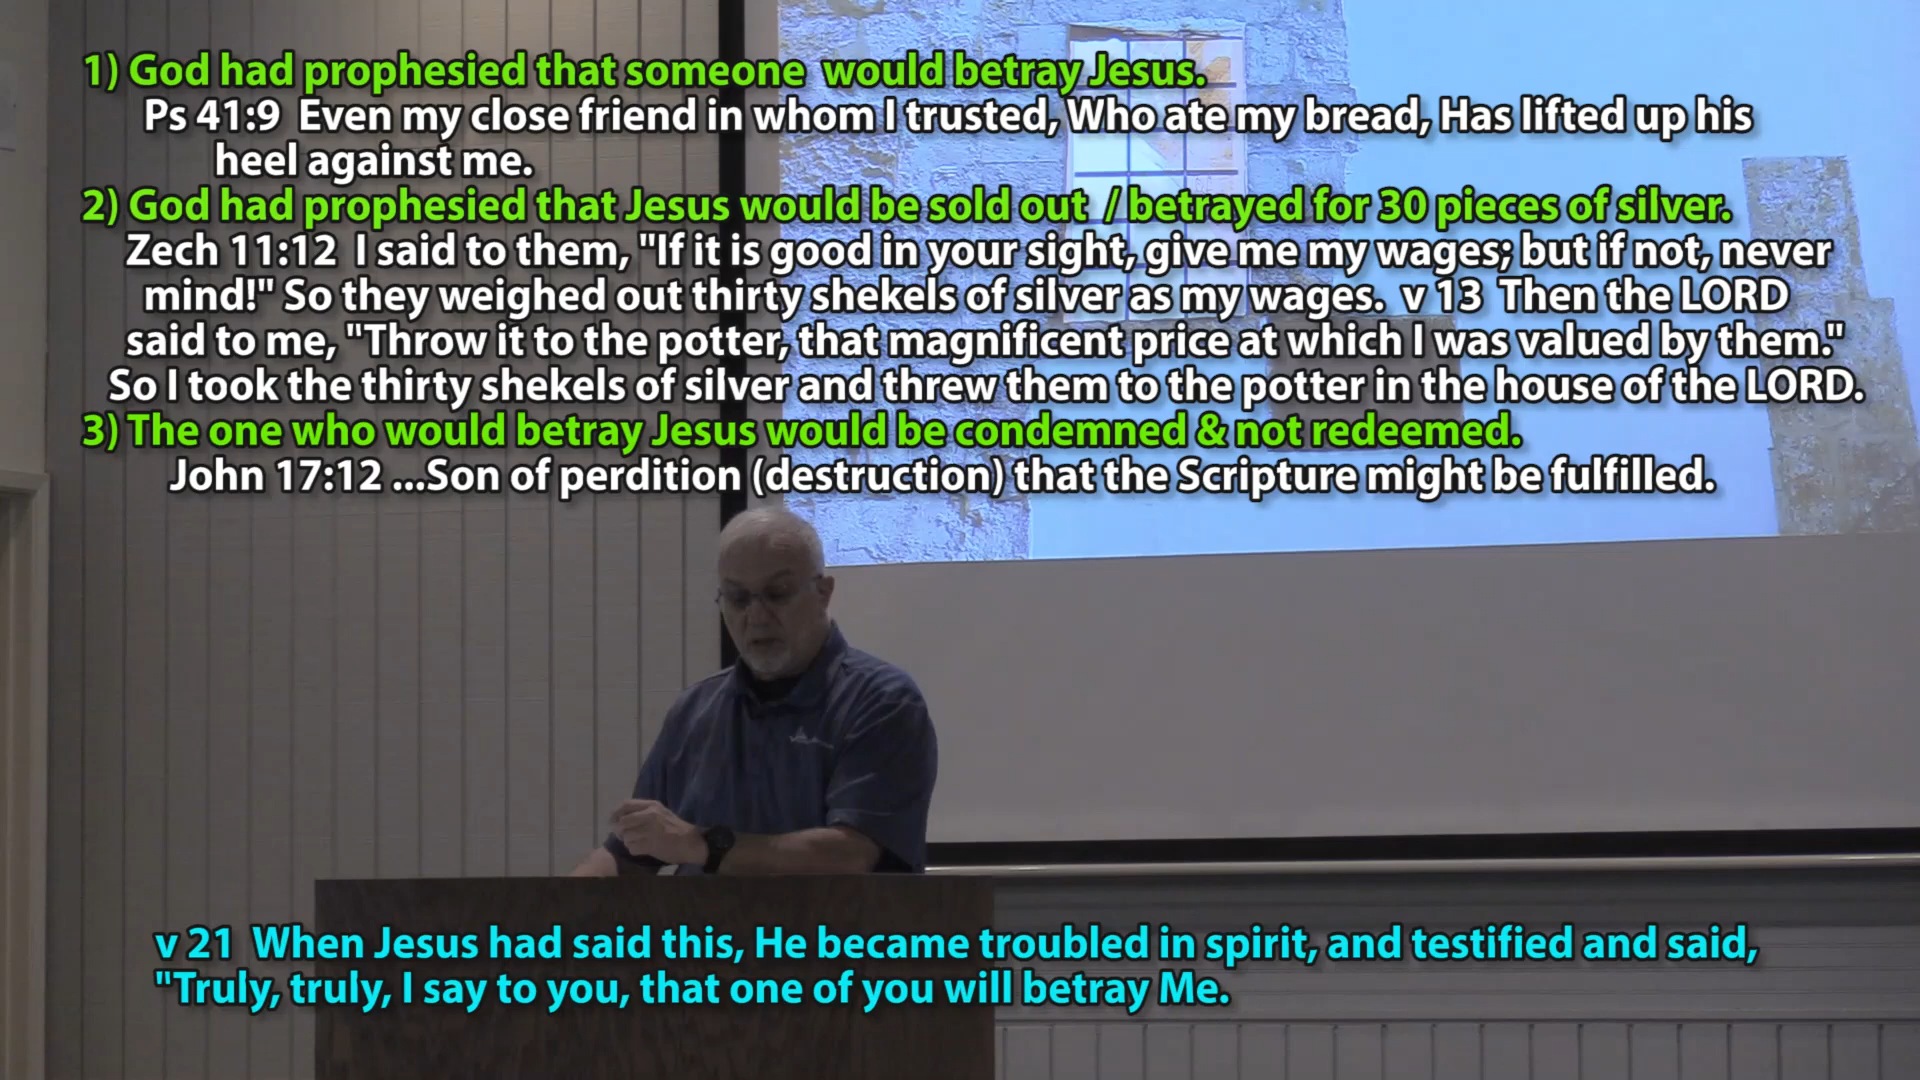 1) God had prophesied that someone would betray Jesus.
Ps 41:9 Even my close friend in whom I trusted, Who ate my bread, Has lifted up his
heel against me.
2) God had prophesied that Jesus would be sold out / betrayed for 30 pieces of silver.
Zech 11:12 I said to them, "If it is good in your sight, give me my wages; but if not, never
mind!" So they weighed out thirty shekels of silver as my wages. v 13 Then the LORD
said to me, "Throw it to the potter, that magnificent price at which I was valued by them."
So I took the thirty shekels of silver and threw them to the potter in the house of the LORD.
3) The one who would betray Jesus would be condemned & not redeemed.
John 17:12 ...Son of perdition (destruction) that the Scripture might be fulfilled.
v 21 When Jesus had said this, He became troubled in spirit, and testified and said,
"Truly, truly, I say to you, that one of you will betray Me.